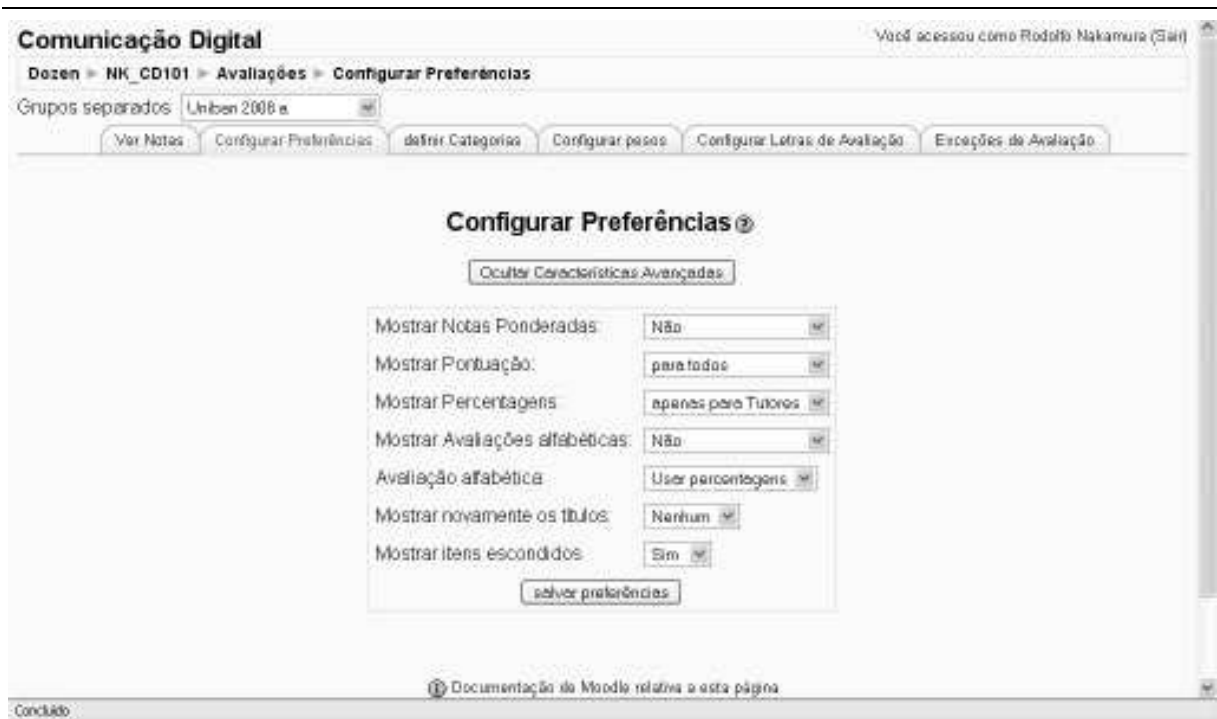 Comunicação Digital
Você acessou como Rodolfo Nakamura (Sair)
Dozen ► NK_CD101 ► Avaliações ► Configurar Preferências
Grupos separados Uniban 2008 a
Ver Notas Configurar Preferências definir Categorias Configurar pesos Configurar Letras de Avaliação Exceções de Avaliação
Configurar Preferências
Ocultar Características Avançadas
Mostrar Notas Ponderadas: Não
Mostrar Pontuação: para todos
Mostrar Percentagens: apenas para Tutores
Mostrar Avaliações alfabéticas: Não
Avaliação alfabética: Usar percentagens
Mostrar novamente os títulos: Nenhum
Mostrar itens escondidos: Sim
salvar preferências
Documentação de Moodle relativa a esta página
Concluído